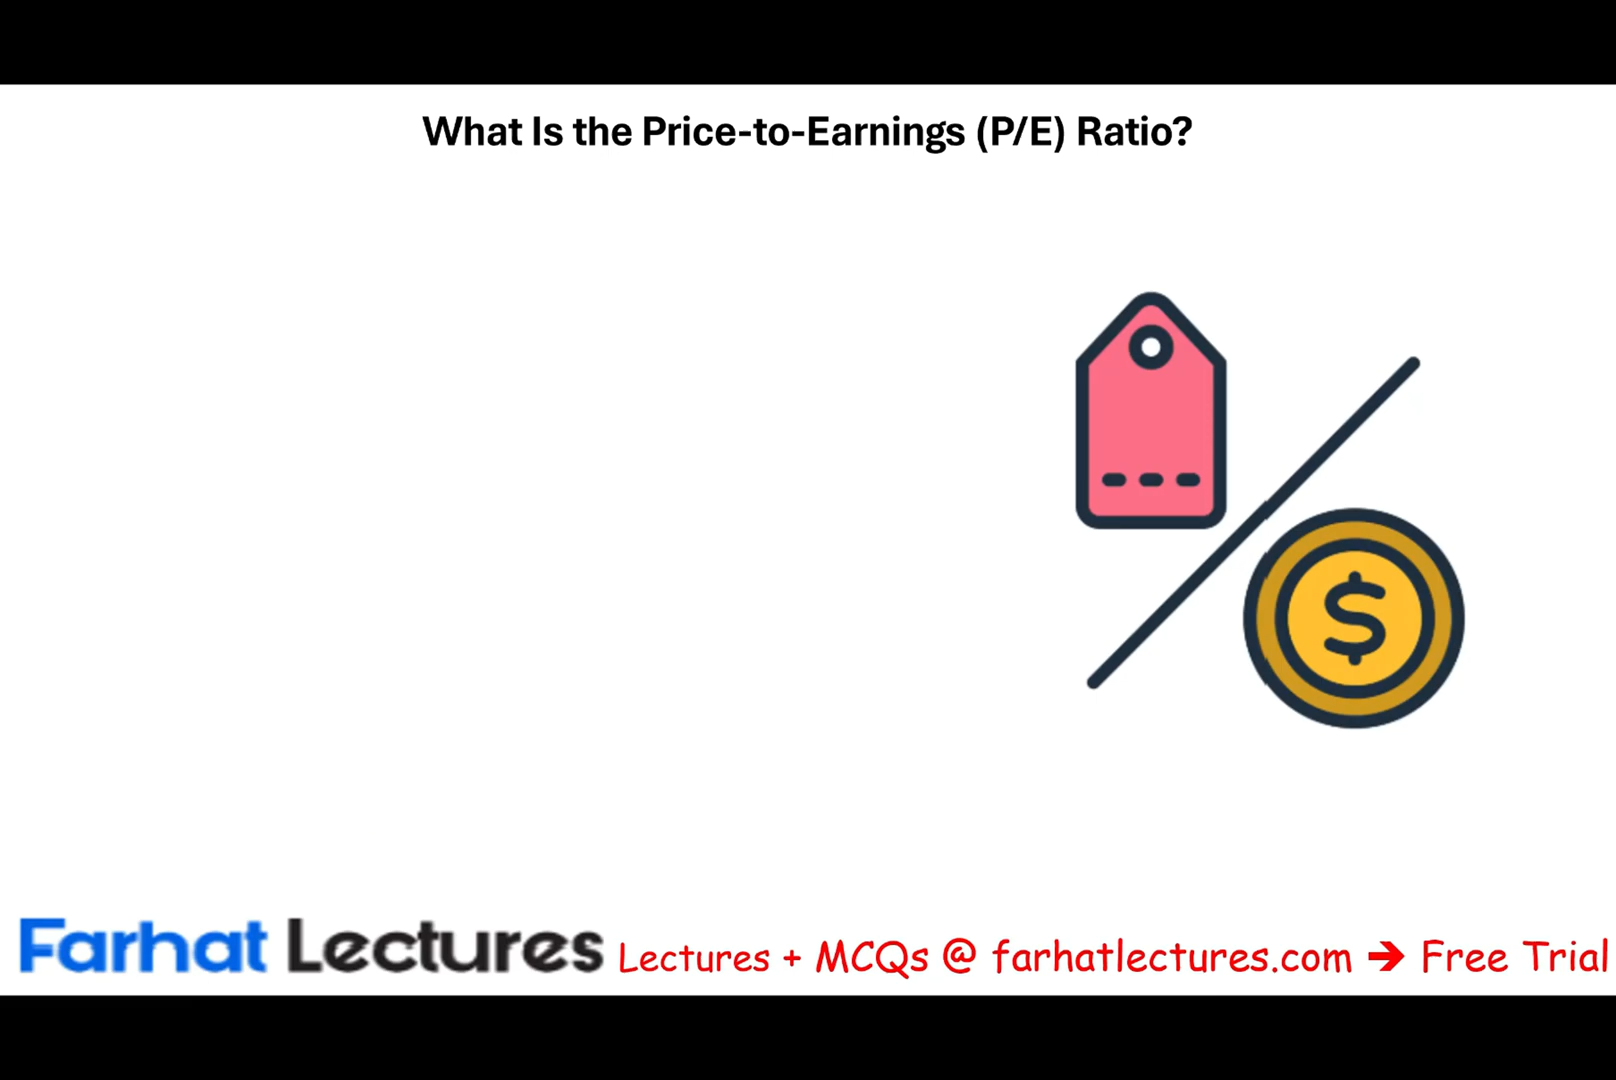 What Is the Price-to-Earnings (P/E) Ratio?
$
Farhat Lectures Lectures + MCQs @ farhatlectures.com → Free Trial